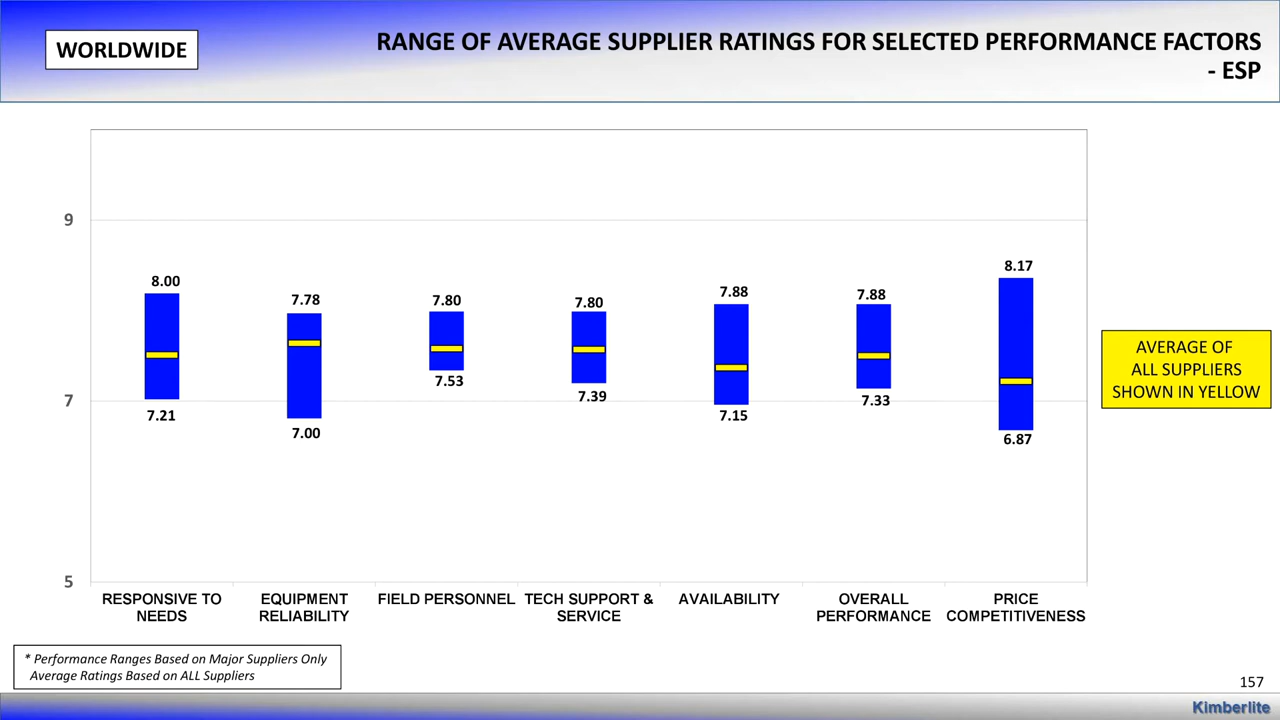 WORLDWIDE
RANGE OF AVERAGE SUPPLIER RATINGS FOR SELECTED PERFORMANCE FACTORS
- ESP
9
7
5
8.00
7.78
7.80
7.80
7.88
7.88
8.17
7.21
7.00
7.53
7.39
7.15
7.33
6.87
AVERAGE OF
ALL SUPPLIERS
SHOWN IN YELLOW
RESPONSIVE TO
NEEDS
EQUIPMENT
RELIABILITY
FIELD PERSONNEL
TECH SUPPORT &
SERVICE
AVAILABILITY
OVERALL
PERFORMANCE
PRICE
COMPETITIVENESS
* Performance Ranges Based on Major Suppliers Only
Average Ratings Based on ALL Suppliers
157
Kimberlite